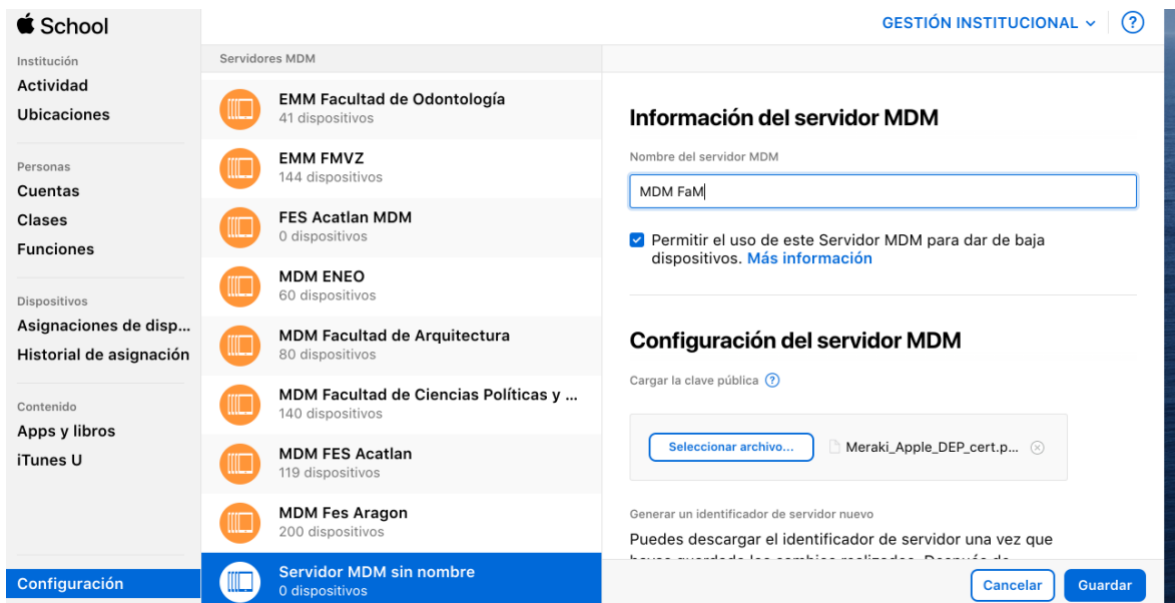 School
GESTIÓN INSTITUCIONAL
?
Institución
Actividad
Ubicaciones
Personas
Cuentas
Clases
Funciones
Dispositivos
Asignaciones de disp...
Historial de asignación
Contenido
Apps y libros
iTunes U
Configuración
Servidores MDM
EMM Facultad de Odontología
41 dispositivos
EMM FMVZ
144 dispositivos
FES Acatlan MDM
0 dispositivos
MDM ENEO
60 dispositivos
MDM Facultad de Arquitectura
80 dispositivos
MDM Facultad de Ciencias Políticas y ...
140 dispositivos
MDM FES Acatlan
119 dispositivos
MDM Fes Aragon
200 dispositivos
Servidor MDM sin nombre
0 dispositivos
Información del servidor MDM
Nombre del servidor MDM
MDM FaM
Permitir el uso de este Servidor MDM para dar de baja
dispositivos. Más información
Configuración del servidor MDM
Cargar la clave pública ?
Seleccionar archivo... Meraki_Apple_DEP_cert.p...
Generar un identificador de servidor nuevo
Puedes descargar el identificador de servidor una vez que
Cancelar
Guardar